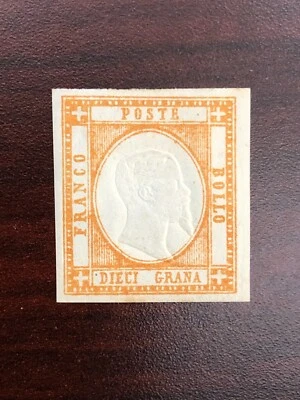 POSTE
FRANCO
BOLLO
DIECI GRANA